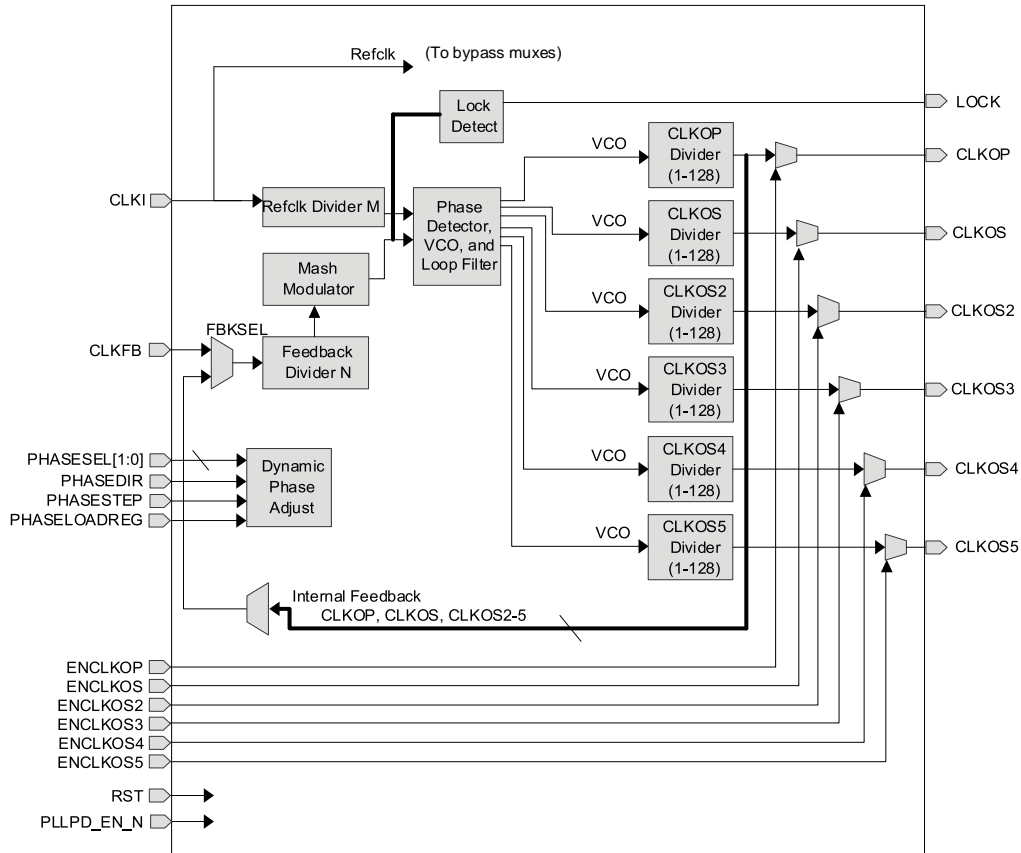 Refclk
(To bypass muxes)
Lock
Detect
LOCK
VCO
CLKOP
Divider
(1-128)
CLKOP
CLKI
Refclk Divider M
Phase
Detector,
VCO, and
Loop Filter
VCO
CLKOS
Divider
(1-128)
CLKOS
Mash
Modulator
VCO
CLKOS2
Divider
(1-128)
CLKOS2
FBKSEL
CLKFB
Feedback
Divider N
VCO
CLKOS3
Divider
(1-128)
CLKOS3
PHASESEL[1:0]
PHASEDIR
PHASESTEP
PHASELOADREG
Dynamic
Phase
Adjust
VCO
CLKOS4
Divider
(1-128)
CLKOS4
VCO
CLKOS5
Divider
(1-128)
CLKOS5
Internal Feedback
CLKOP, CLKOS, CLKOS2-5
ENCLKOP
ENCLKOS
ENCLKOS2
ENCLKOS3
ENCLKOS4
ENCLKOS5
RST
PLLPD_EN_N